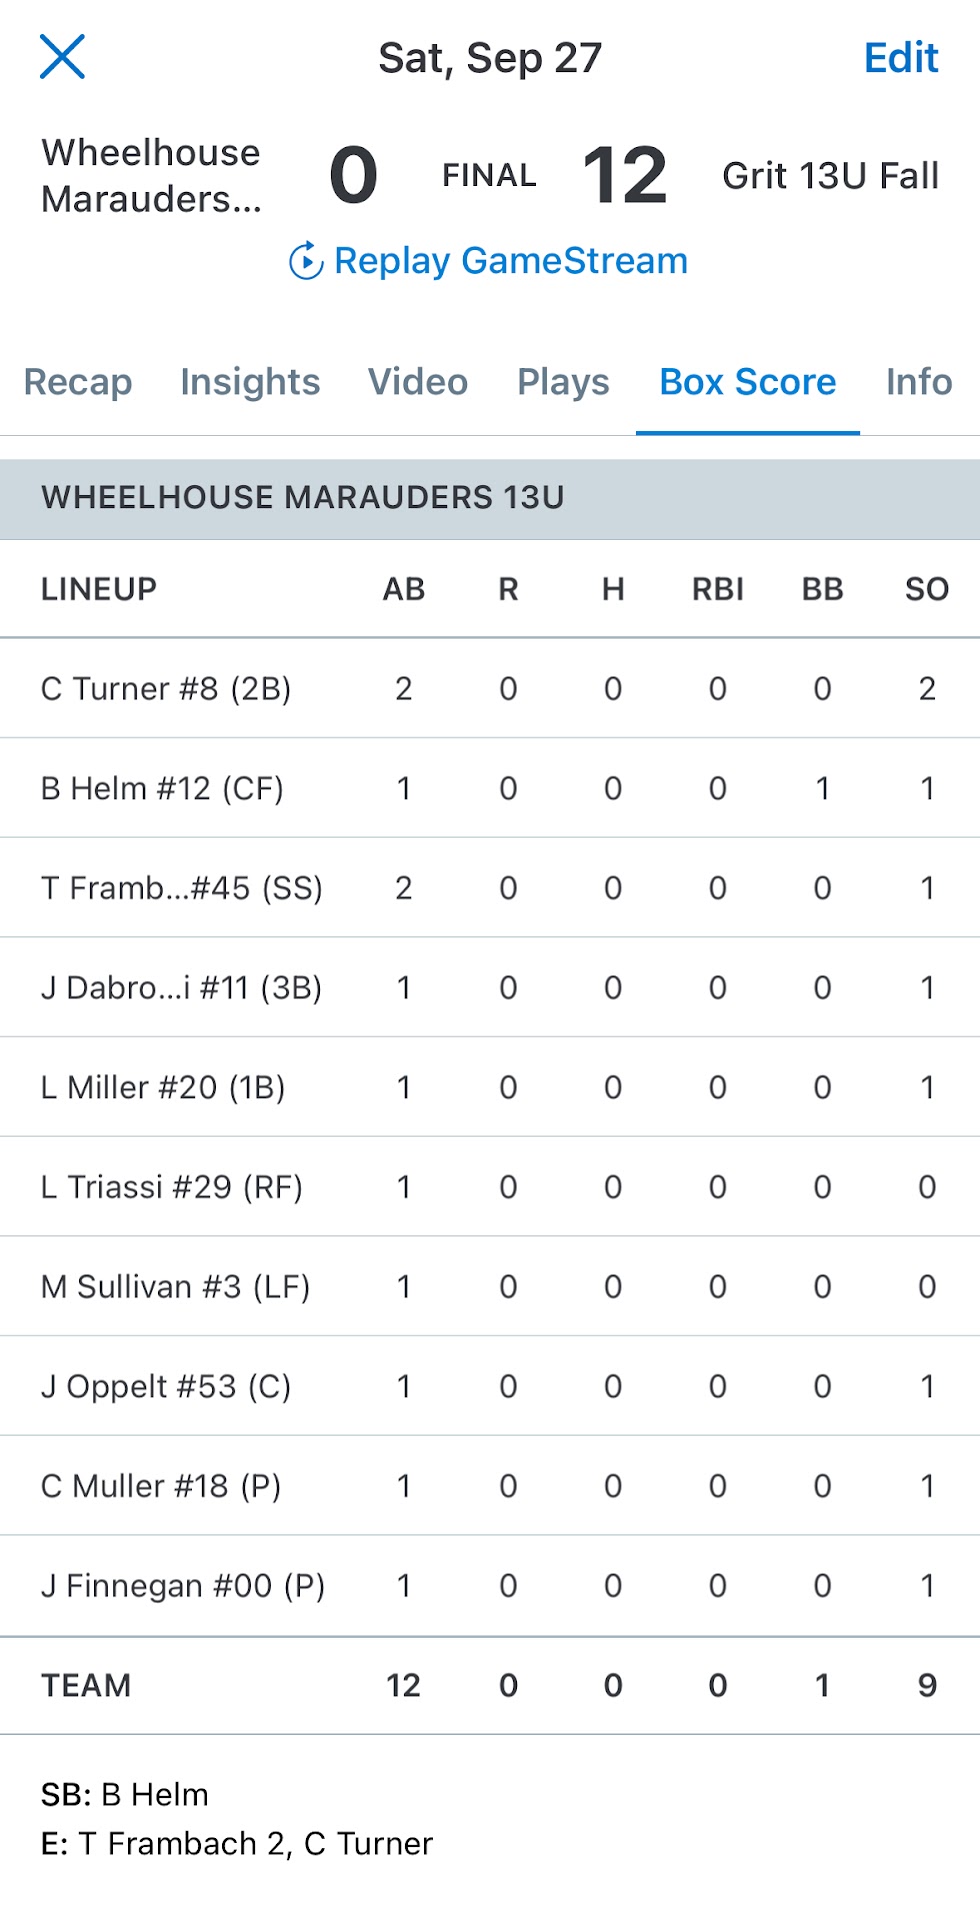 Sat, Sep 27
Edit
Wheelhouse
Marauders...
0 FINAL 12 Grit 13U Fall
Replay GameStream
Recap Insights Video Plays Box Score Info
WHEELHOUSE MARAUDERS 13U
LINEUP AB R H RBI BB SO
C Turner #8 (2B) 2 0 0 0 0 2
B Helm #12 (CF) 1 0 0 0 1 1
T Framb...#45 (SS) 2 0 0 0 0 1
J Dabro...i #11 (3B) 1 0 0 0 0 1
L Miller #20 (1B) 1 0 0 0 0 1
L Triassi #29 (RF) 1 0 0 0 0 0
M Sullivan #3 (LF) 1 0 0 0 0 0
J Oppelt #53 (C) 1 0 0 0 0 1
C Muller #18 (P) 1 0 0 0 0 1
J Finnegan #00 (P) 1 0 0 0 0 1
TEAM 12 0 0 0 1 9
SB: B Helm
E: T Frambach 2, C Turner